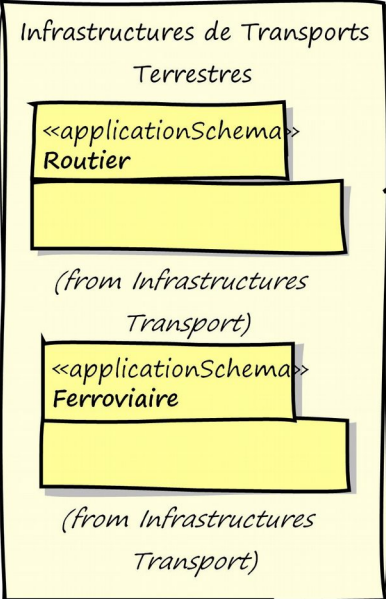 Infrastructures de Transports
Terrestres
«applicationSchema»
Routier
(from Infrastructures
Transport)
«applicationSchema»
Ferroviaire
(from Infrastructures
Transport)